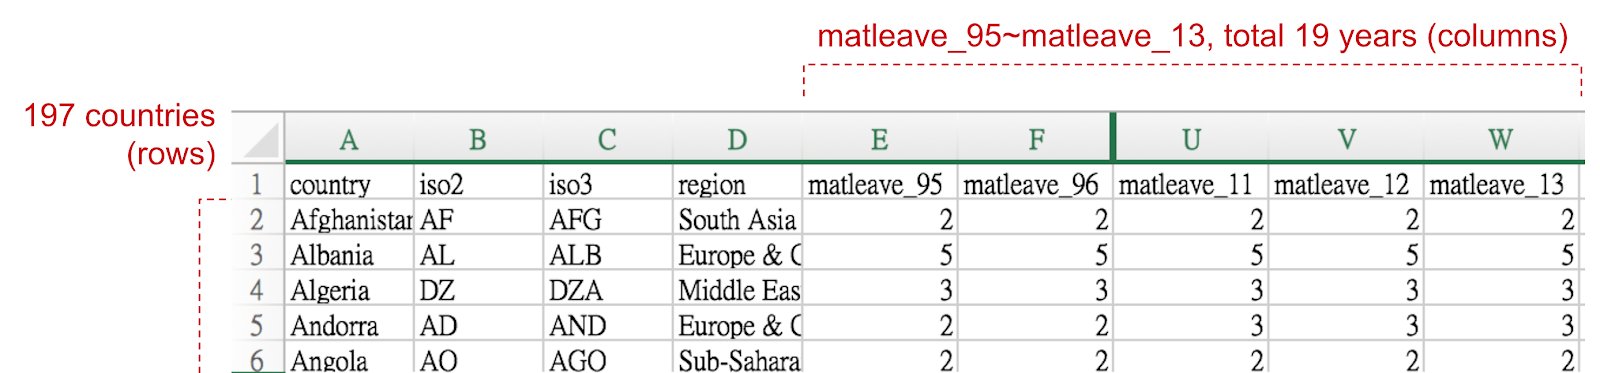 matleave_95~matleave_13, total 19 years (columns)
197 countries
(rows)
A B C D E F U V W
1 country iso2 iso3 region matleave_95 matleave_96 matleave_11 matleave_12 matleave_13
2 Afghanistan AF AFG South Asia 2 2 2 2 2
3 Albania AL ALB Europe & C 5 5 5 5 5
4 Algeria DZ DZA Middle Eas 3 3 3 3 3
5 Andorra AD AND Europe & C 2 2 3 3 3
6 Angola AO AGO Sub-Sahara 2 2 2 2 2